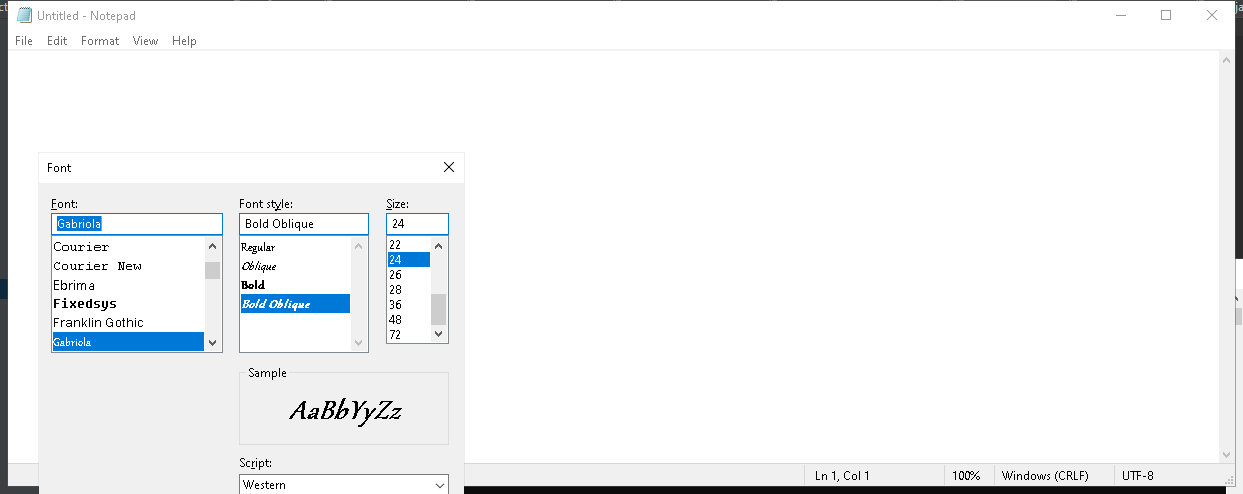 Untitled - Notepad
File Edit Format View Help
Font
Font: Font style: Size:
Gabriola Bold Oblique 24
Courier Regular 22
Courier New Oblique 24
Ebrima Bold 26
Fixedsys Bold Oblique 28
Franklin Gothic 36
Gabriola 48
72
Sample
AaBbYyZz
Script:
Western
Ln 1, Col 1 100% Windows (CRLF) UTF-8